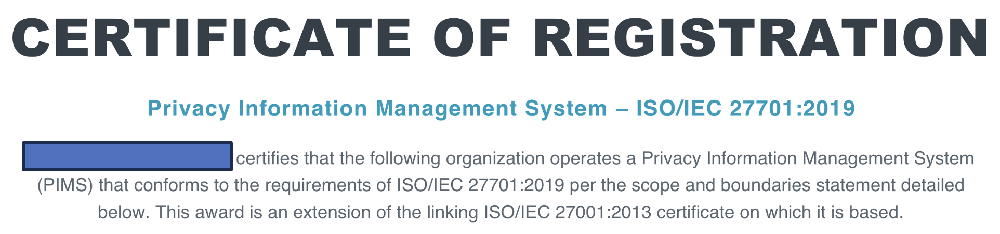 CERTIFICATE OF REGISTRATION
Privacy Information Management System – ISO/IEC 27701:2019
certifies that the following organization operates a Privacy Information Management System
(PIMS) that conforms to the requirements of ISO/IEC 27701:2019 per the scope and boundaries statement detailed
below. This award is an extension of the linking ISO/IEC 27001:2013 certificate on which it is based.